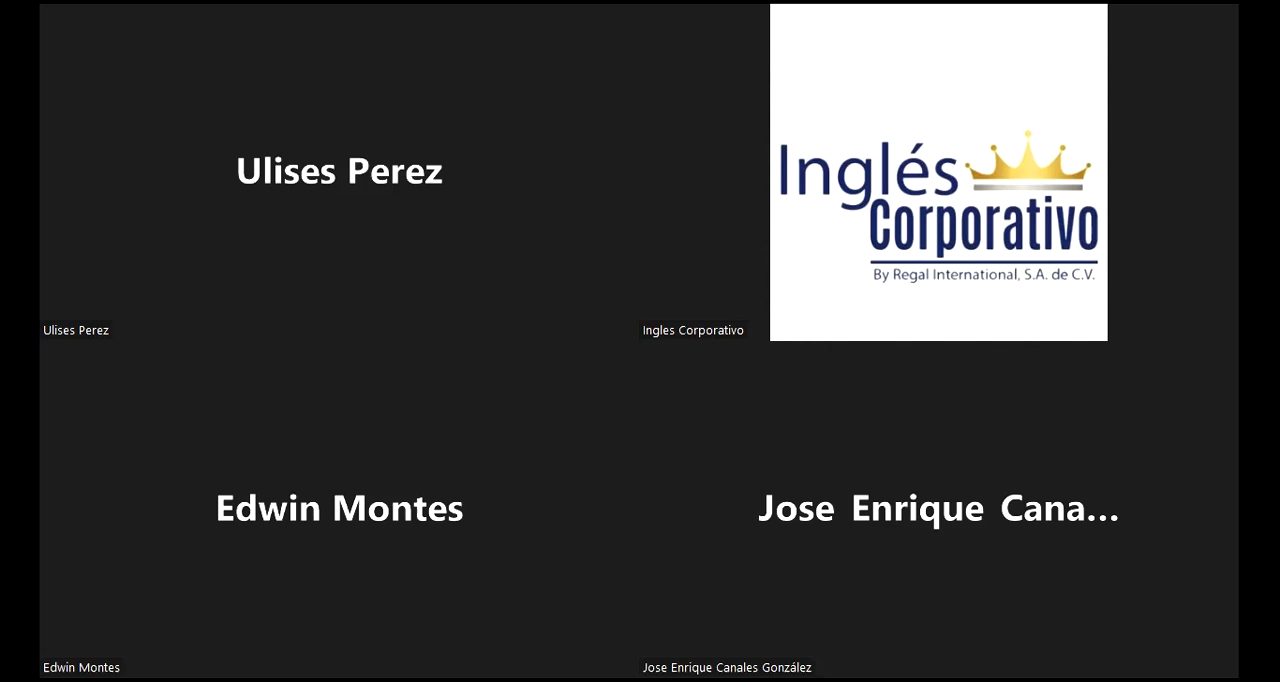 Ulises Perez
Inglés
Corporativo
By Regal International, S.A. de C.V.
Ulises Perez
Ingles Corporativo
Edwin Montes
Jose Enrique Cana...
Edwin Montes
Jose Enrique Canales González